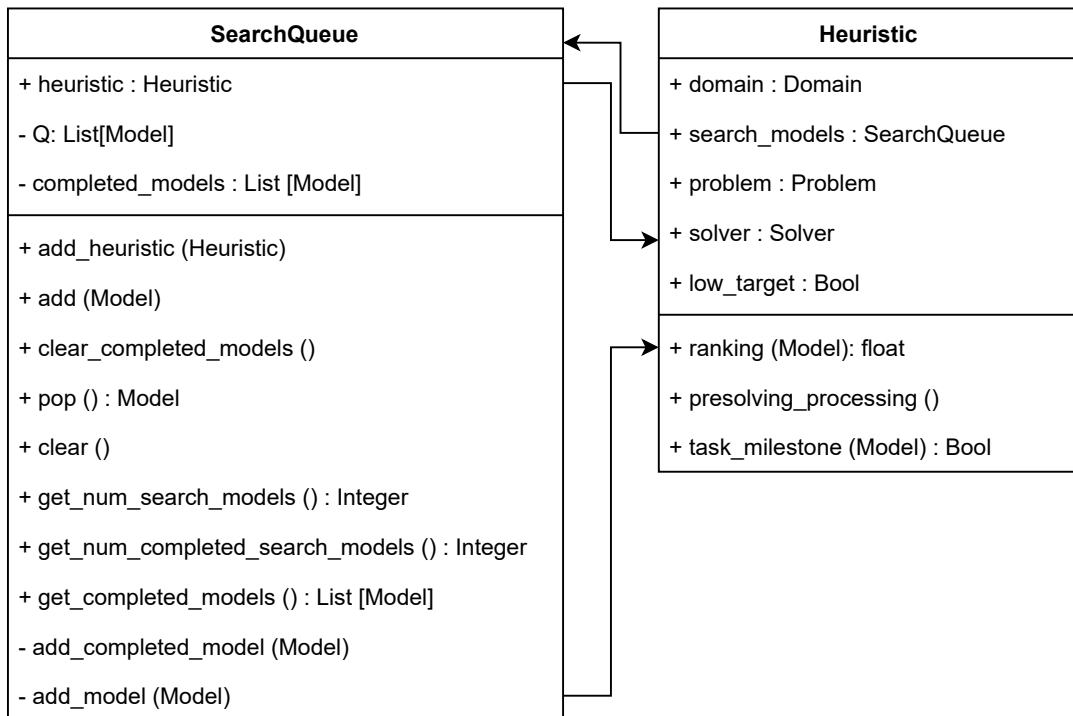 SearchQueue
+ heuristic : Heuristic
- Q: List[Model]
- completed_models : List [Model]
+ add_heuristic (Heuristic)
+ add (Model)
+ clear_completed_models ()
+ pop () : Model
+ clear ()
+ get_num_search_models () : Integer
+ get_num_completed_search_models () : Integer
+ get_completed_models () : List [Model]
- add_completed_model (Model)
- add_model (Model)
Heuristic
+ domain : Domain
+ search_models : SearchQueue
+ problem : Problem
+ solver : Solver
+ low_target : Bool
+ ranking (Model): float
+ presolving_processing ()
+ task_milestone (Model) : Bool